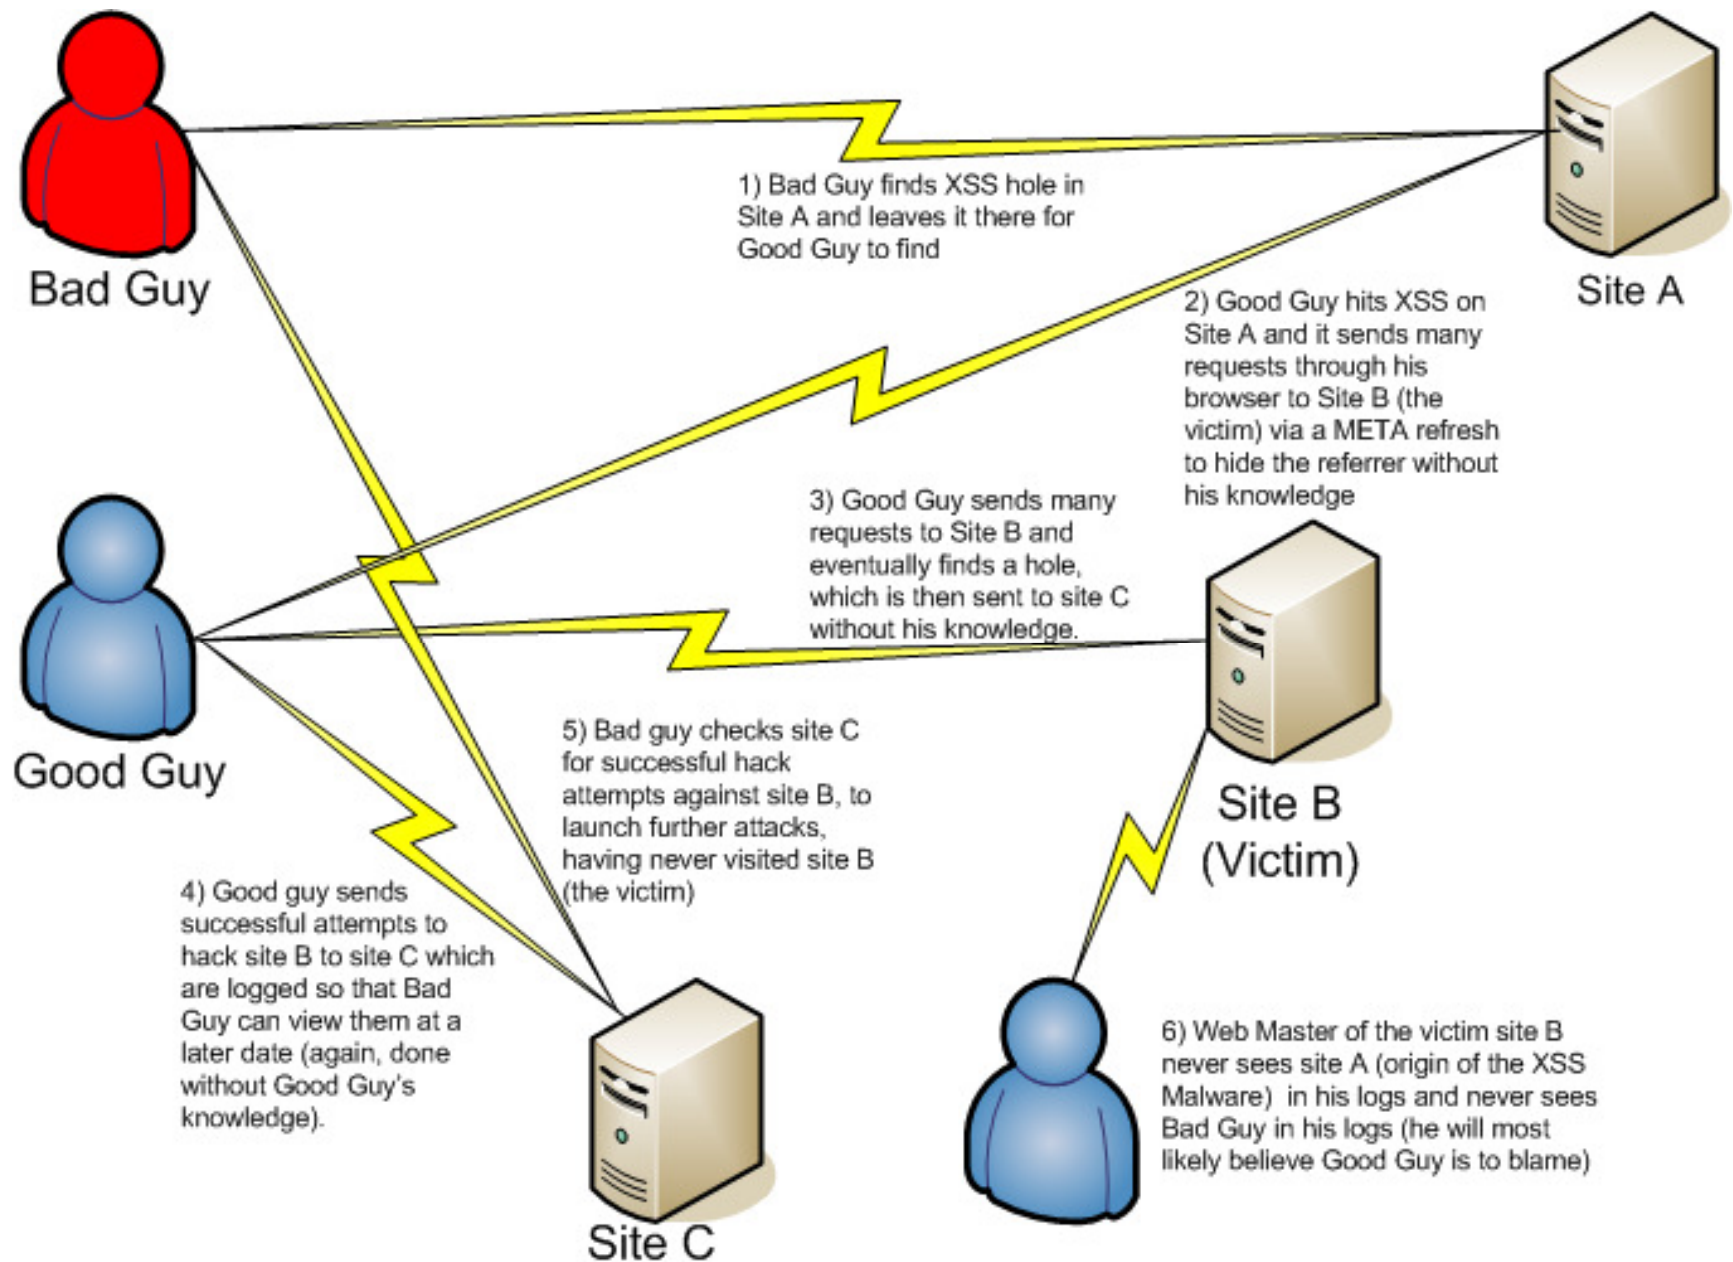 Bad Guy
1) Bad Guy finds XSS hole in
Site A and leaves it there for
Good Guy to find
Site A
2) Good Guy hits XSS on
Site A and it sends many
requests through his
browser to Site B (the
victim) via a META refresh
to hide the referrer without
his knowledge
3) Good Guy sends many
requests to Site B and
eventually finds a hole,
which is then sent to site C
without his knowledge.
Good Guy
Site B
(Victim)
5) Bad guy checks site C
for successful hack
attempts against site B, to
launch further attacks,
having never visited site B
(the victim)
4) Good guy sends
successful attempts to
hack site B to site C which
are logged so that Bad
Guy can view them at a
later date (again, done
without Good Guy's
knowledge).
Site C
6) Web Master of the victim site B
never sees site A (origin of the XSS
Malware) in his logs and never sees
Bad Guy in his logs (he will most
likely believe Good Guy is to blame)